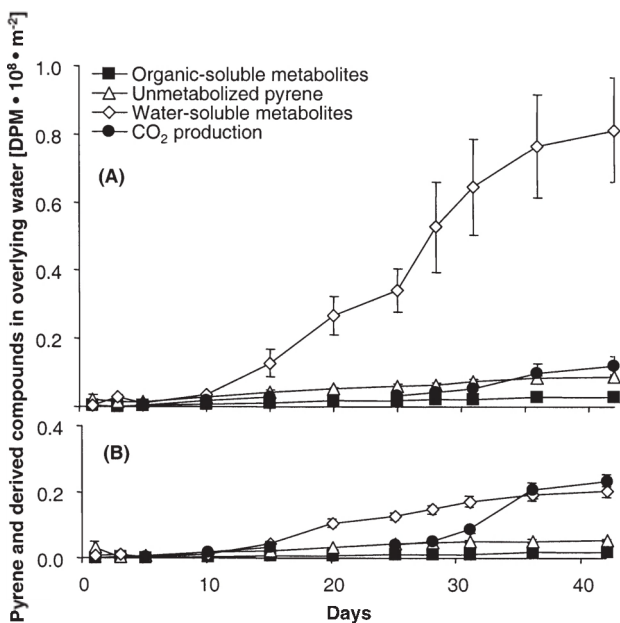 Pyrene and derived compounds in overlying water [DPM • 10⁸ • m⁻²]
1.0
Organic-soluble metabolites
Unmetabolized pyrene
Water-soluble metabolites
0.8
CO₂ production
(A)
0.6
0.4
0.2
0.4
(B)
0.2
0.0
0 10 20 30 40
Days